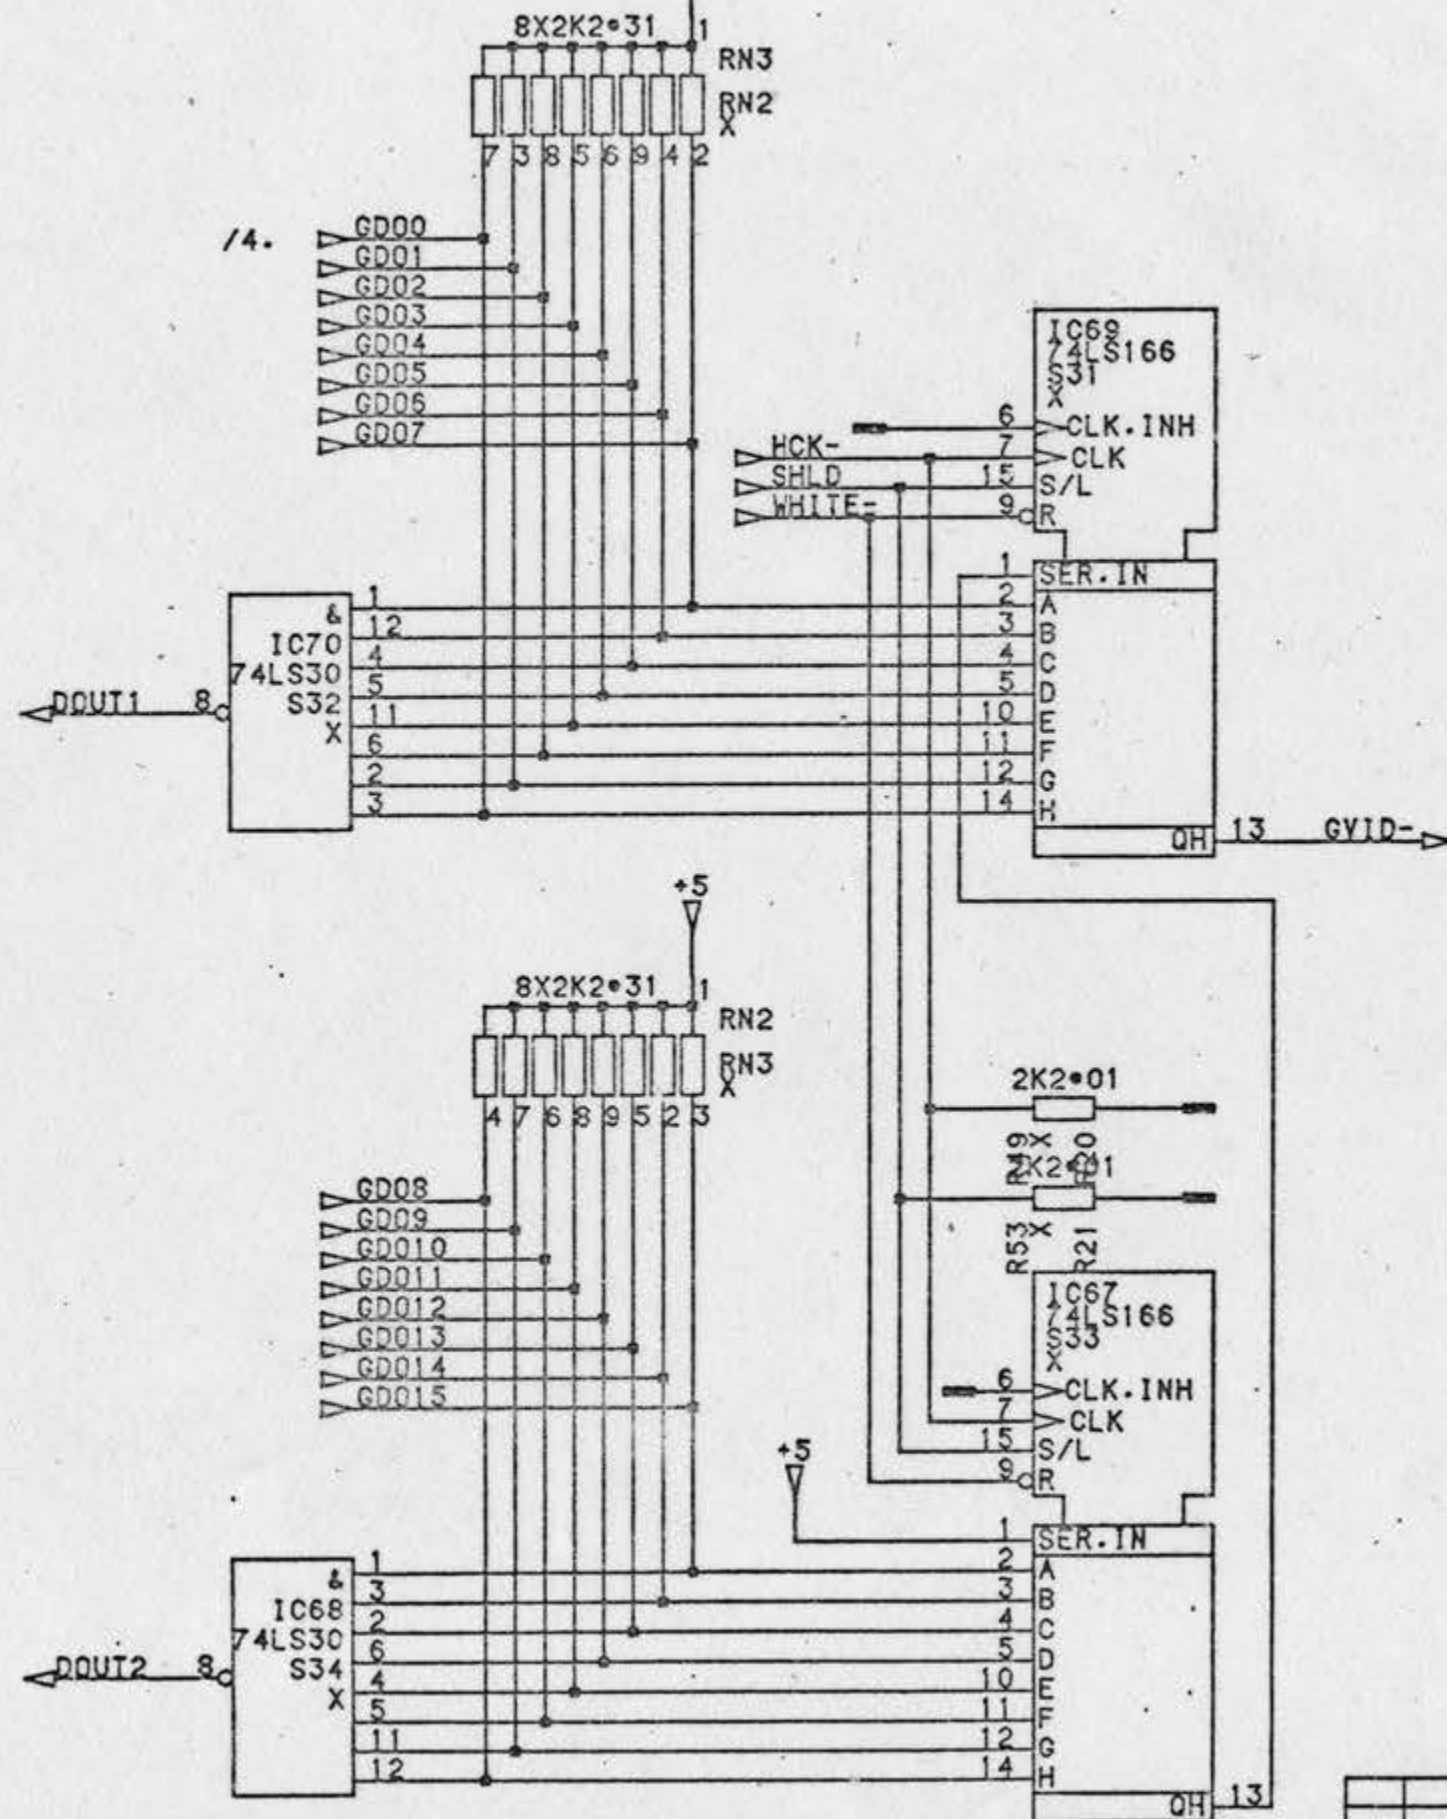 8X2K2•31 1
RN3
RN2
X
7 3 8 5 6 9 4 2
/4.
GD00
GD01
GD02
GD03
GD04
GD05
GD06
GD07
IC69
74LS166
S31
X
6 CLK.INH
HCK- 7 CLK
SHLD 15 S/L
WHITE- 9 R
1 SER.IN
1 2 A
&
12 3 B
IC70
4 4 C
74LS30
5 5 D
S32
DOUT1 8
11 10 E
X
6 11 F
2 12 G
3 14 H
QH 13 GVID-
+5
8X2K2•31 1
RN2
RN3
X
4 7 6 8 9 5 2 3
2K2•01
R49 X R20
2K2•01
R53 X R21
GD08
GD09
GD010
GD011
GD012
GD013
GD014
GD015
IC67
74LS166
S33
X
6 CLK.INH
7 CLK
15 S/L
+5
9 R
1 SER.IN
1 2 A
&
3 3 B
IC68
2 4 C
74LS30
6 5 D
S34
DOUT2 8
4 10 E
X
5 11 F
11 12 G
12 14 H
QH 13